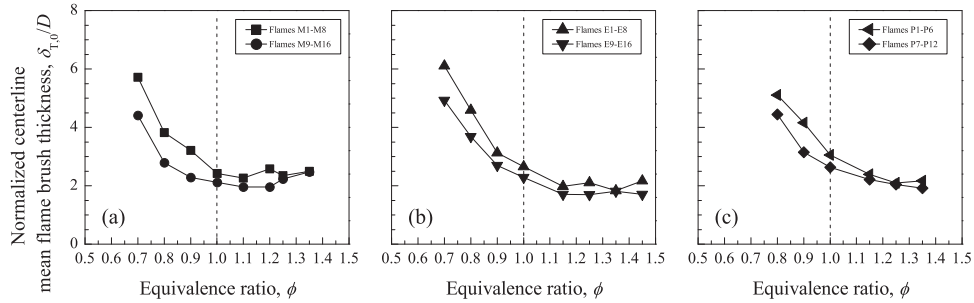 Normalized centerline
mean flame brush thickness, δT,0/D
8
6
4
2
0
Flames M1-M8
Flames M9-M16
(a)
0.5 0.6 0.7 0.8 0.9 1.0 1.1 1.2 1.3 1.4 1.5
Equivalence ratio, ϕ
Flames E1-E8
Flames E9-E16
(b)
0.5 0.6 0.7 0.8 0.9 1.0 1.1 1.2 1.3 1.4 1.5
Equivalence ratio, ϕ
Flames P1-P6
Flames P7-P12
(c)
0.5 0.6 0.7 0.8 0.9 1.0 1.1 1.2 1.3 1.4 1.5
Equivalence ratio, ϕ